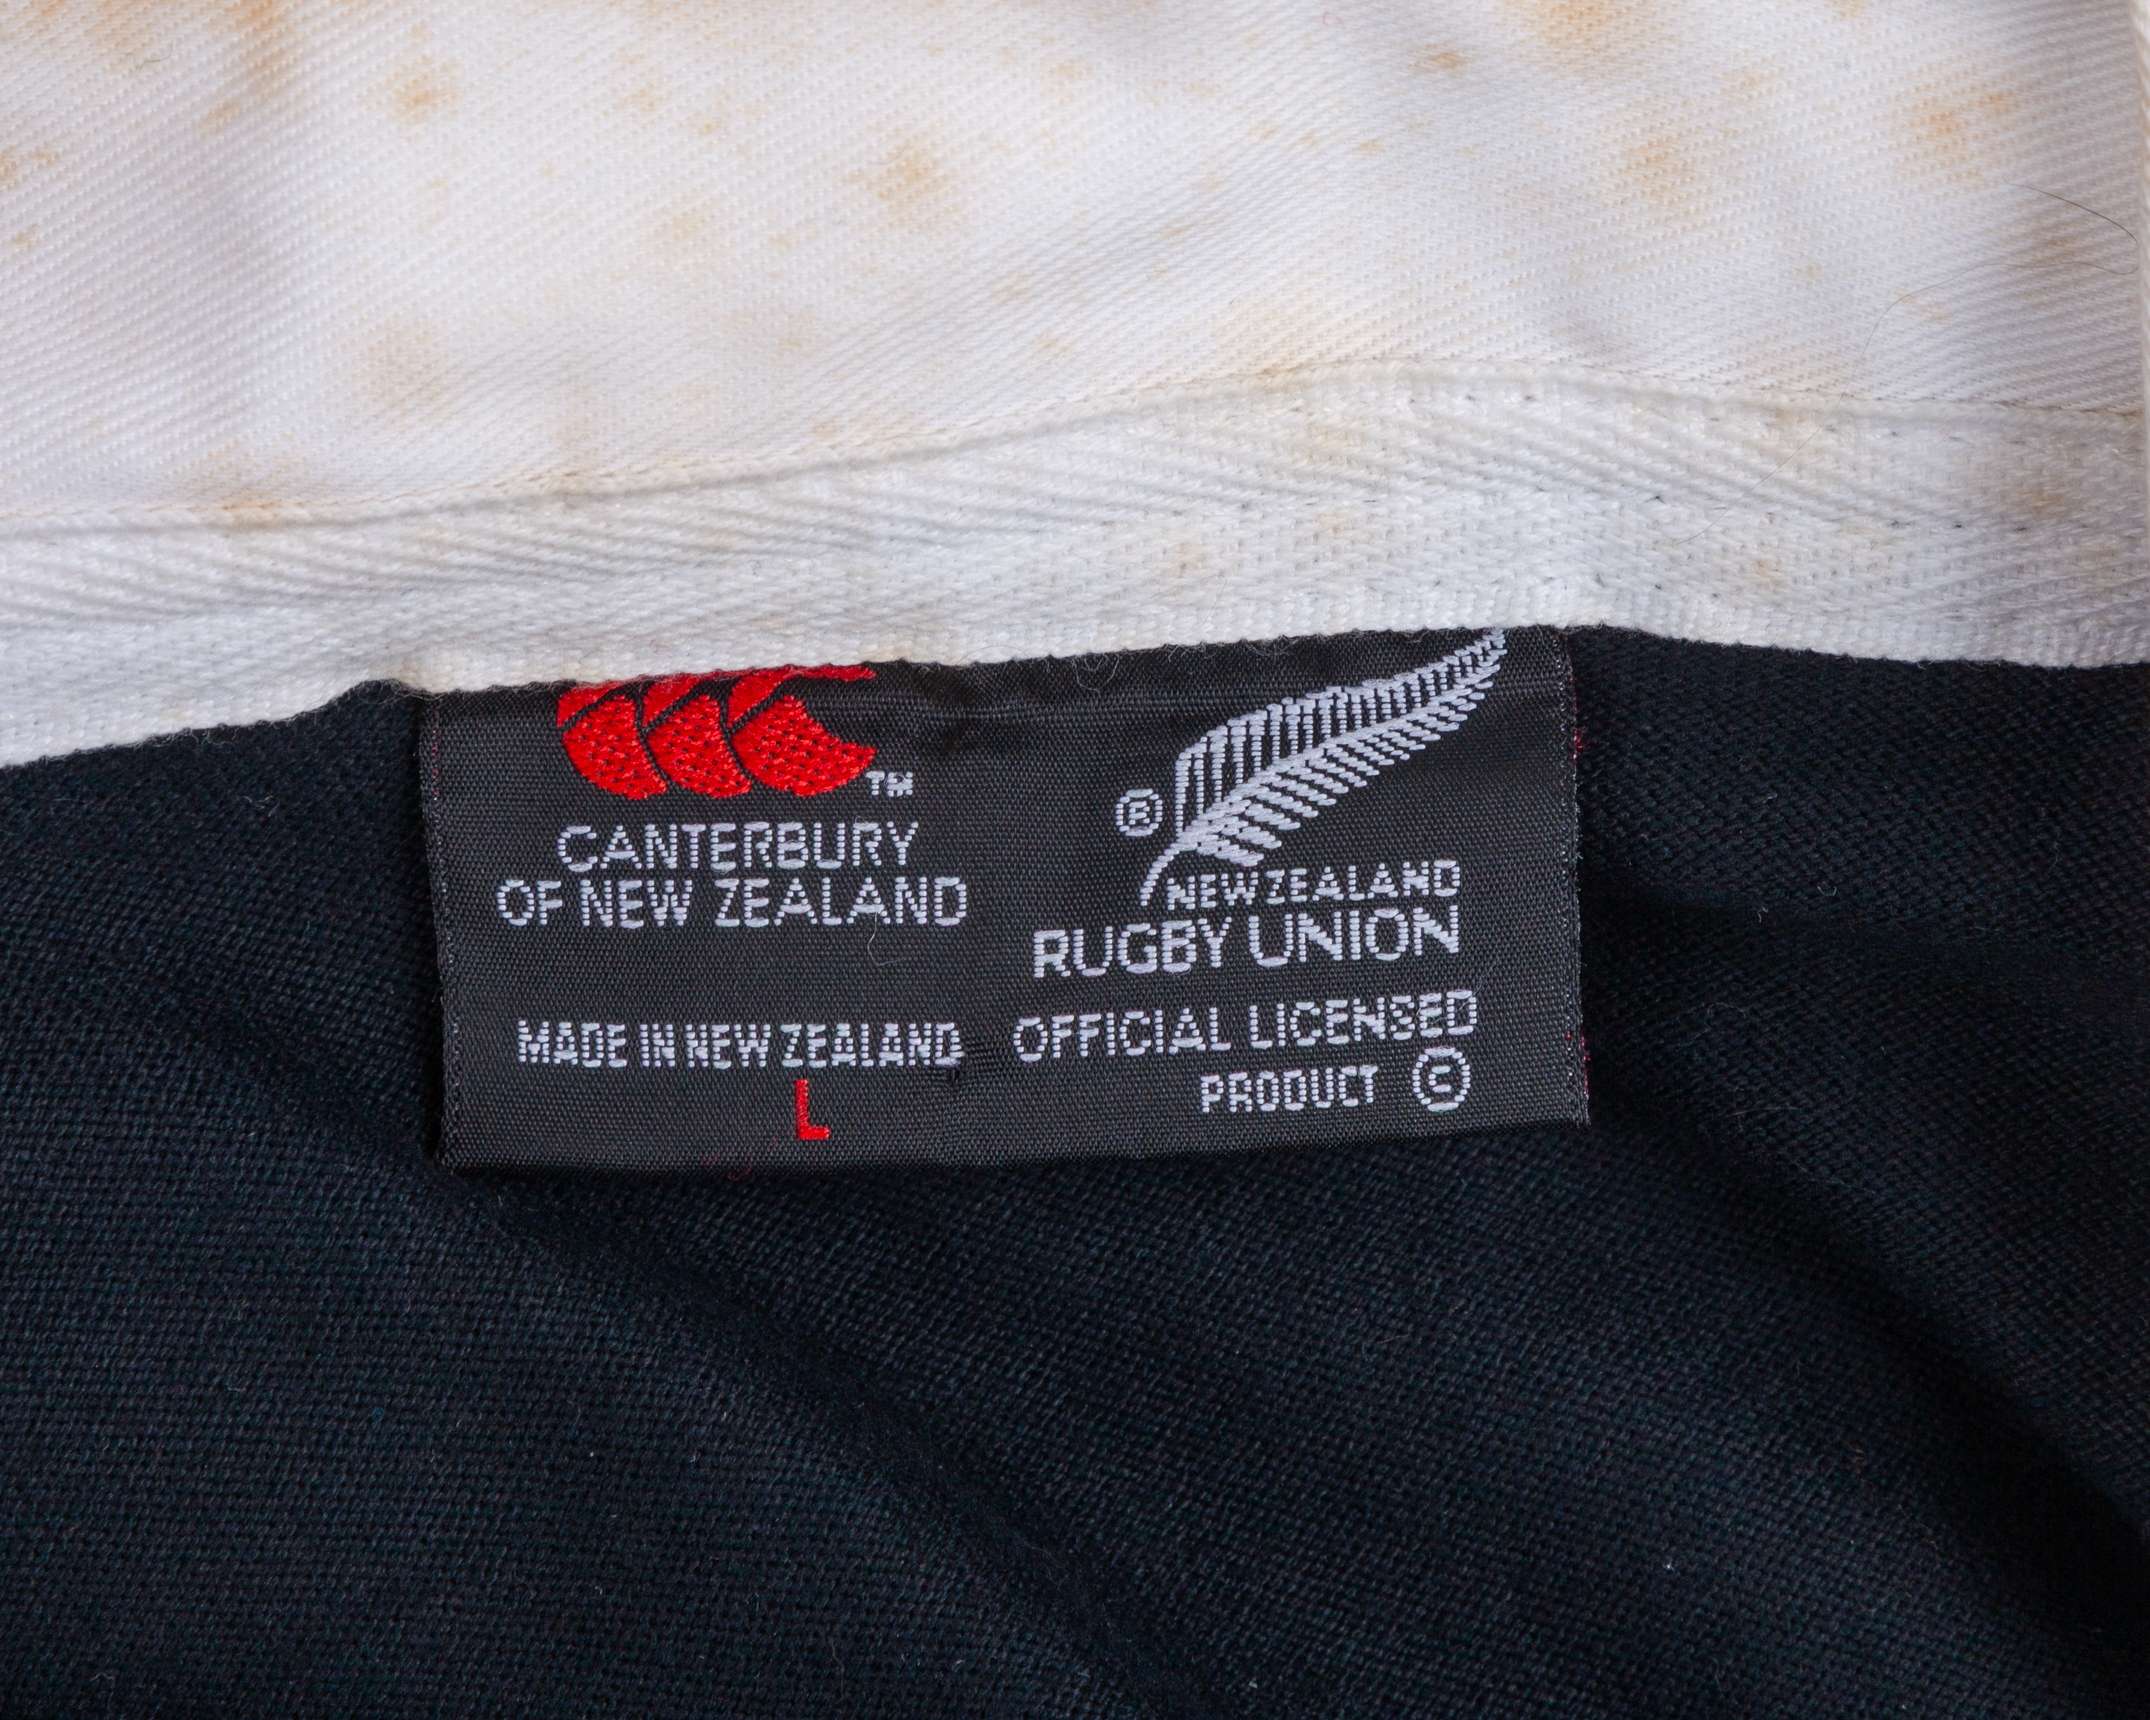 TM
CANTERBURY
OF NEW ZEALAND
MADE IN NEW ZEALAND
L
®
NEW ZEALAND
RUGBY UNION
OFFICIAL LICENSED
PRODUCT ©